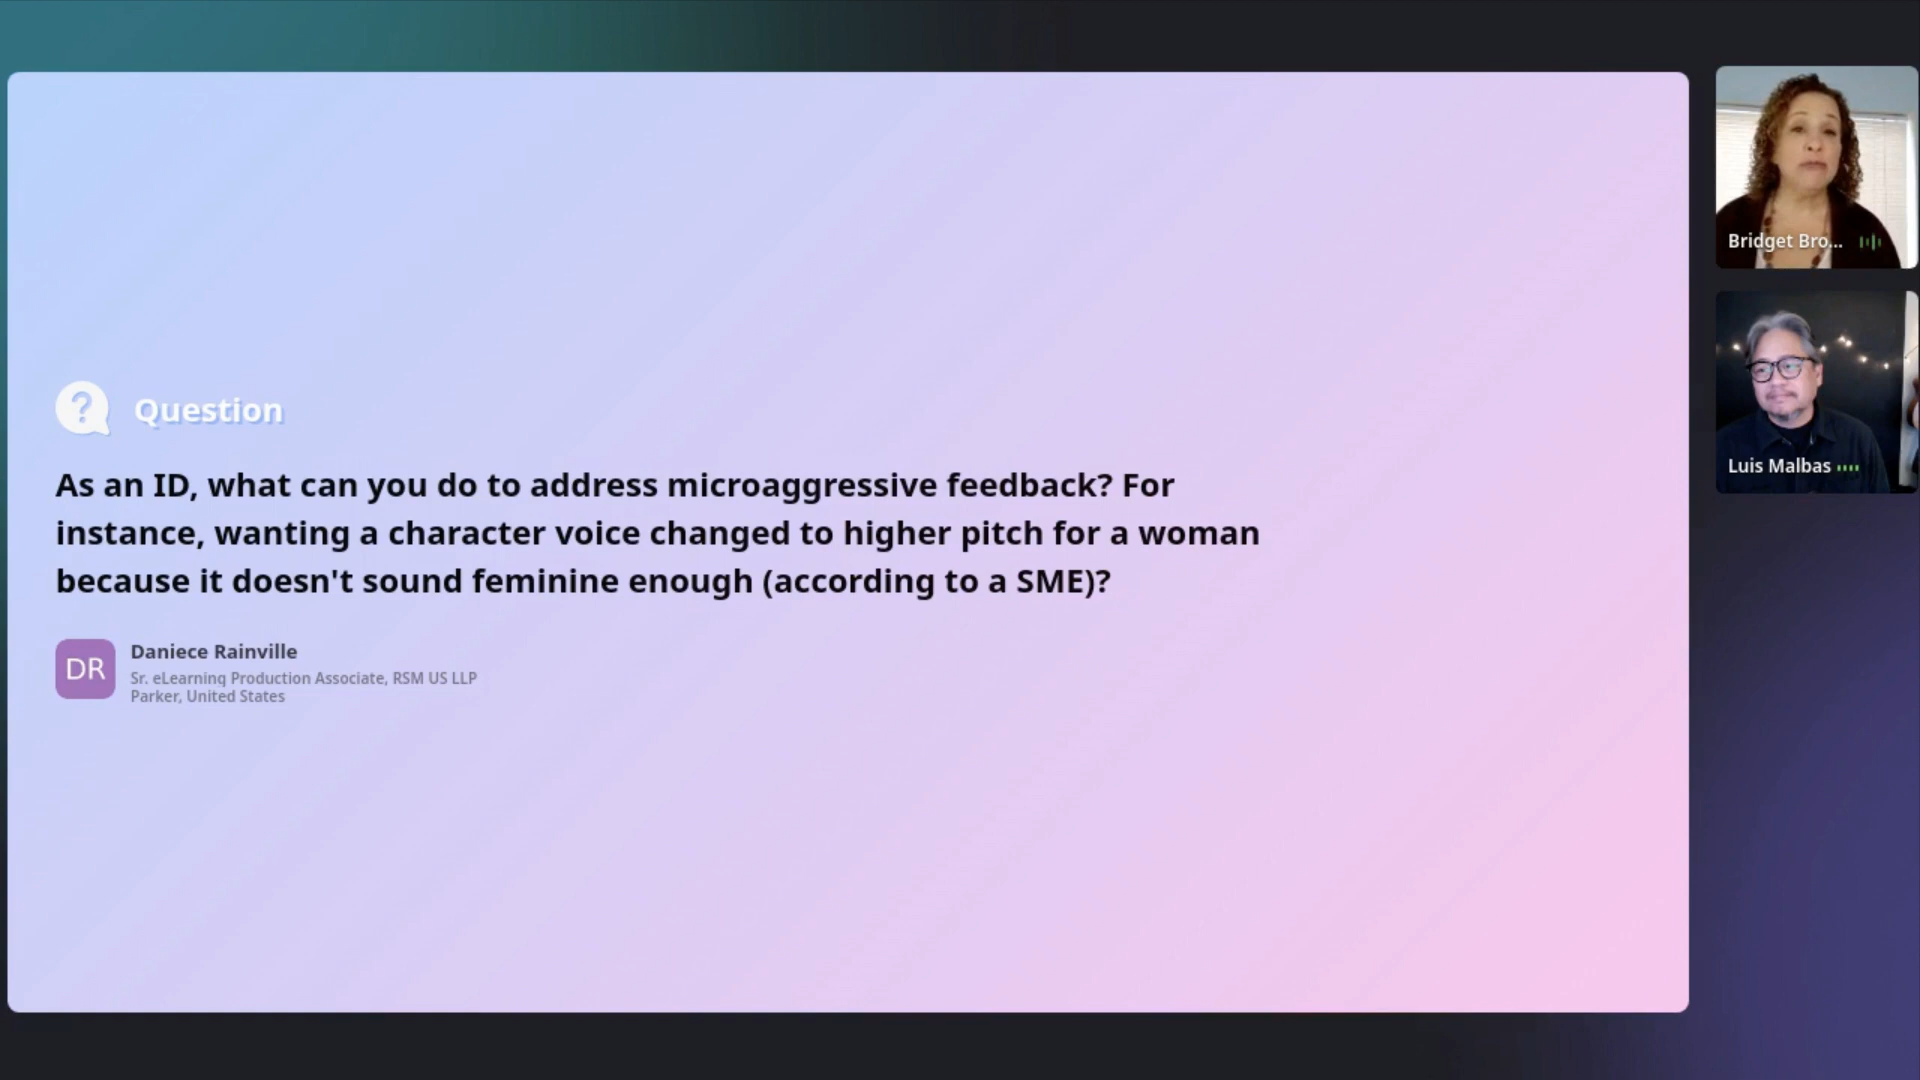 Question
As an ID, what can you do to address microaggressive feedback? For
instance, wanting a character voice changed to higher pitch for a woman
because it doesn't sound feminine enough (according to a SME)?
DR
Daniece Rainville
Sr. eLearning Production Associate, RSM US LLP
Parker, United States
Bridget Bro...
Luis Malbas